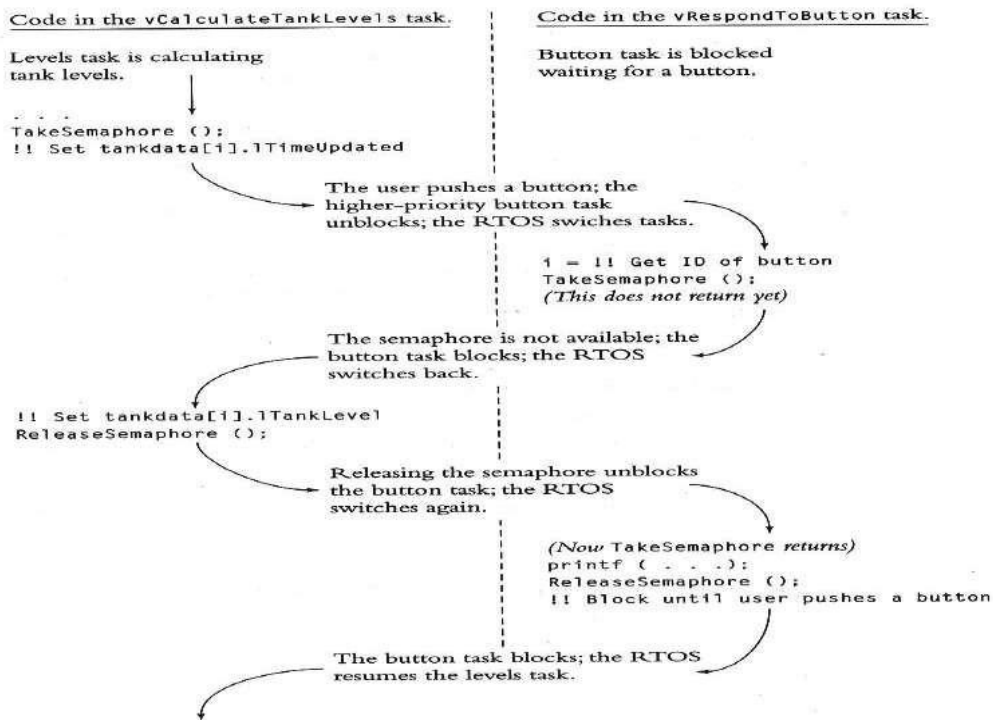 Code in the vCalculateTankLevels task.
Code in the vRespondToButton task.
Levels task is calculating
tank levels.
Button task is blocked
waiting for a button.
. . .
TakeSemaphore ();
!! Set tankdata[i].lTimeUpdated
The user pushes a button; the
higher-priority button task
unblocks; the RTOS swiches tasks.
i = !! Get ID of button
TakeSemaphore ();
(This does not return yet)
The semaphore is not available; the
button task blocks; the RTOS
switches back.
!! Set tankdata[i].lTankLevel
ReleaseSemaphore ();
Releasing the semaphore unblocks
the button task; the RTOS
switches again.
(Now TakeSemaphore returns)
printf ( . . .);
ReleaseSemaphore ();
!! Block until user pushes a button
The button task blocks; the RTOS
resumes the levels task.